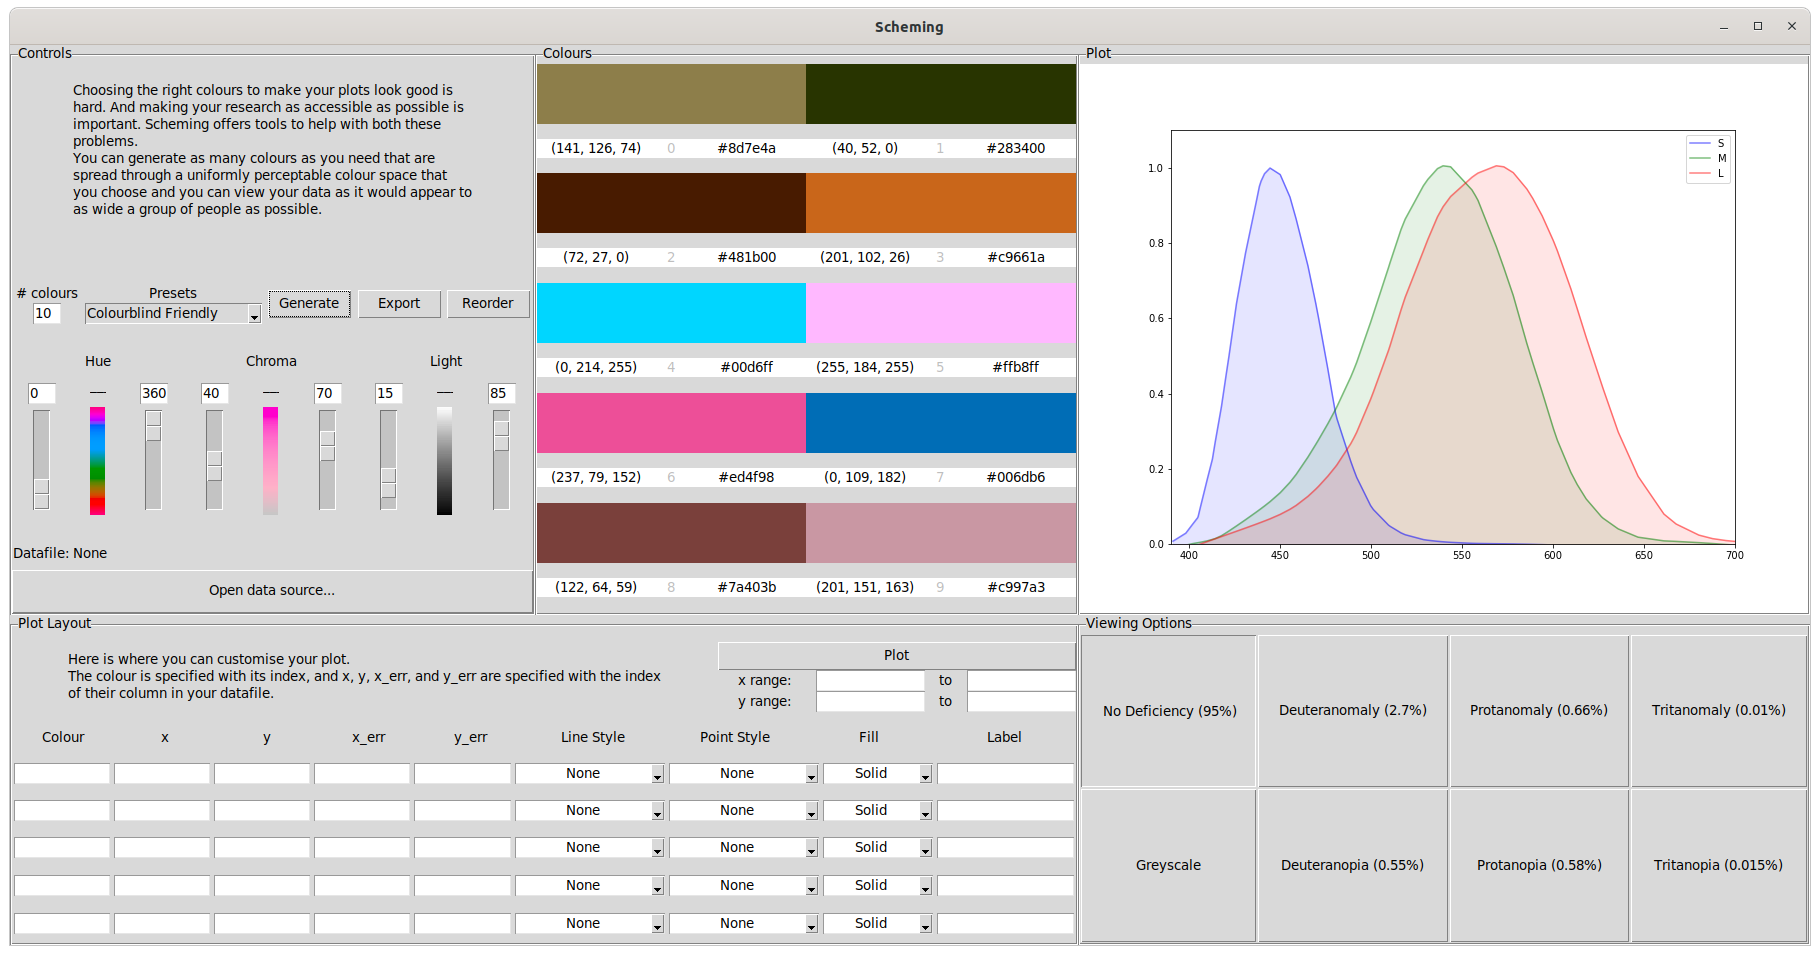 Scheming
Controls
Choosing the right colours to make your plots look good is
hard. And making your research as accessible as possible is
important. Scheming offers tools to help with both these
problems.
You can generate as many colours as you need that are
spread through a uniformly perceptable colour space that
you choose and you can view your data as it would appear to
as wide a group of people as possible.
# colours Presets
10 Colourblind Friendly Generate Export Reorder
Hue Chroma Light
0 360 40 70 15 85
Datafile: None
Open data source...
Colours
(141, 126, 74) 0 #8d7e4a (40, 52, 0) 1 #283400
(72, 27, 0) 2 #481b00 (201, 102, 26) 3 #c9661a
(0, 214, 255) 4 #00d6ff (255, 184, 255) 5 #ffb8ff
(237, 79, 152) 6 #ed4f98 (0, 109, 182) 7 #006db6
(122, 64, 59) 8 #7a403b (201, 151, 163) 9 #c997a3
Plot
S
M
L
1.0
0.8
0.6
0.4
0.2
0.0
400 450 500 550 600 650 700
Plot Layout
Here is where you can customise your plot.
The colour is specified with its index, and x, y, x_err, and y_err are specified with the index
of their column in your datafile.
Plot
x range: to
y range: to
Colour x y x_err y_err Line Style Point Style Fill Label
None None Solid
None None Solid
None None Solid
None None Solid
None None Solid
Viewing Options
No Deficiency (95%) Deuteranomaly (2.7%) Protanomaly (0.66%) Tritanomaly (0.01%)
Greyscale Deuteranopia (0.55%) Protanopia (0.58%) Tritanopia (0.015%)